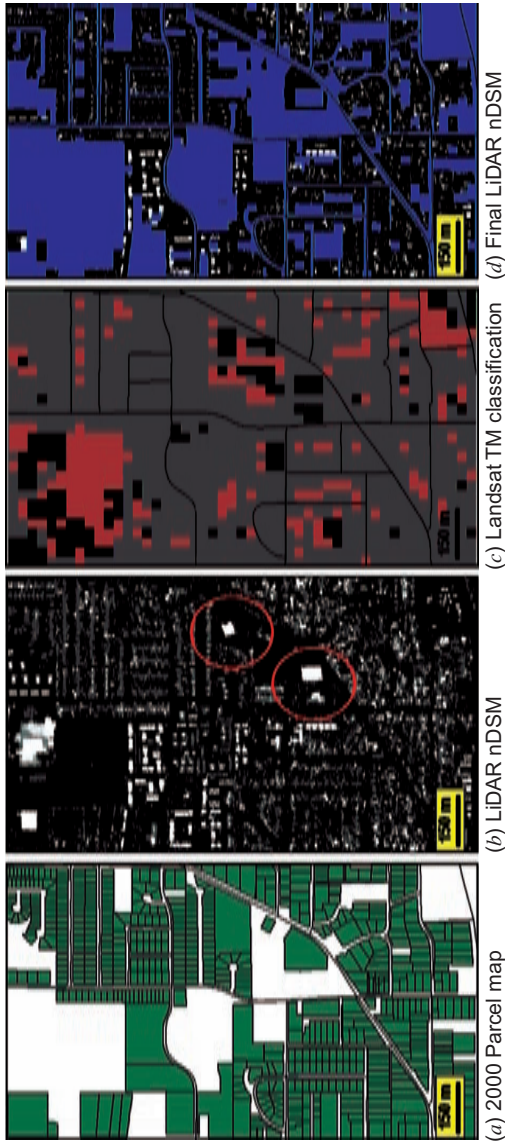 (a) 2000 Parcel map
150 m
(b) LiDAR nDSM
150 m
(c) Landsat TM classification
150 m
(d) Final LiDAR nDSM
150 m